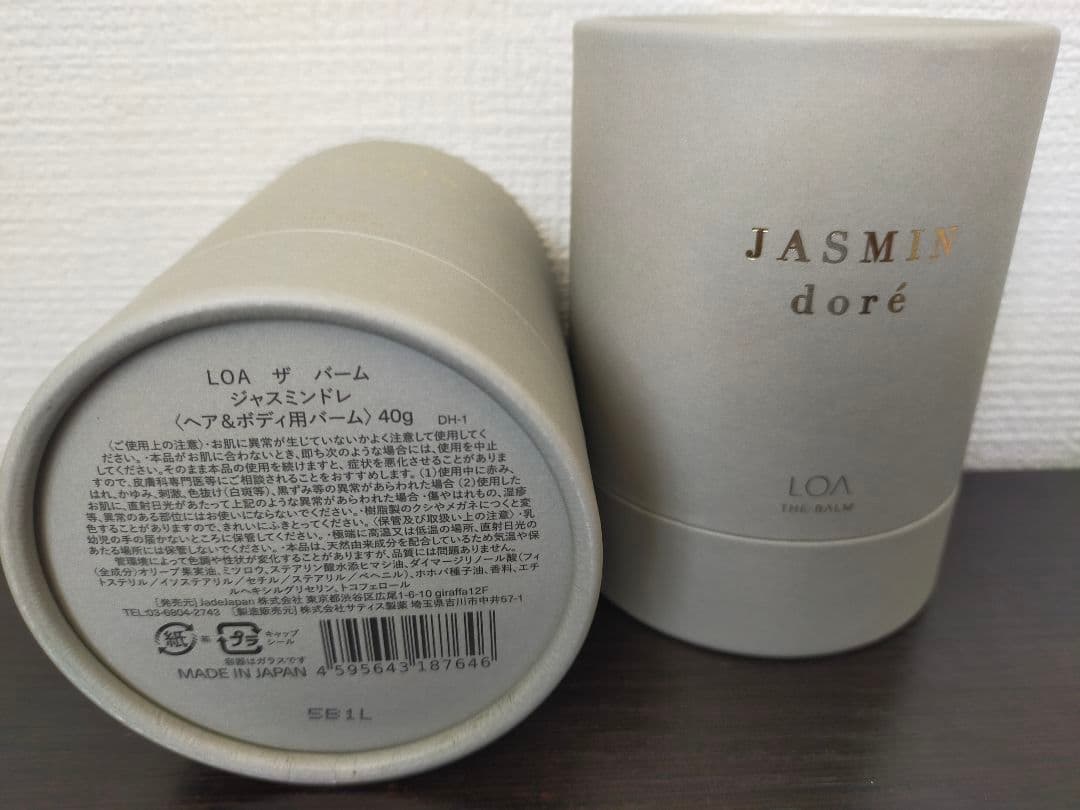 LOA ザ バーム
ジャスミンドレ
〈ヘア＆ボディ用バーム〉40g DH-1
〈ご使用上の注意〉・お肌に異常が生じていないかよく注意して使用してく
ださい。・本品がお肌に合わないとき、即ち次のような場合には、使用を中止
してください。そのまま本品の使用を続けますと、症状を悪化させることがありま
すので、皮膚科専門医等にご相談されることをおすすめします。(1)使用中に赤み、
はれ、かゆみ、刺激、色抜け(白斑等)、黒ずみ等の異常があらわれた場合 (2)使用した
お肌に、直射日光があたって上記のような異常があらわれた場合・傷やはれもの、湿疹
等、異常のある部位にはお使いにならないでください。・樹脂製のクシやメガネにつくと変
色することがありますので、きれいにふきとってください。〈保管及び取扱い上の注意〉・乳
幼児の手の届かないところに保管してください。・極端に高温又は低温の場所、直射日光の
あたる場所には保管しないでください。・本品は、天然由来成分を配合しているため気温や保
管環境によって色調や性状が変化することがありますが、品質には問題ありません。
〈全成分〉オリーブ果実油、ミツロウ、ステアリン酸水添ヒマシ油、ダイマージリノール酸(フィ
トステリル／イソステアリル／セチル／ステアリル／ベヘニル)、ホホバ種子油、香料、エチ
ルヘキシルグリセリン、トコフェロール
[発売元] JadeJapan 株式会社 東京都渋谷区広尾1-6-10 giraffa12F
TEL:03-6804-2743 [製造販売元] 株式会社サティス製薬 埼玉県吉川市中井67-1
紙 箱 プラ キャップ
シール
容器はガラスです
MADE IN JAPAN 4 595643 187646
5B1L
JASMIN
doré
LOA
THE BALM